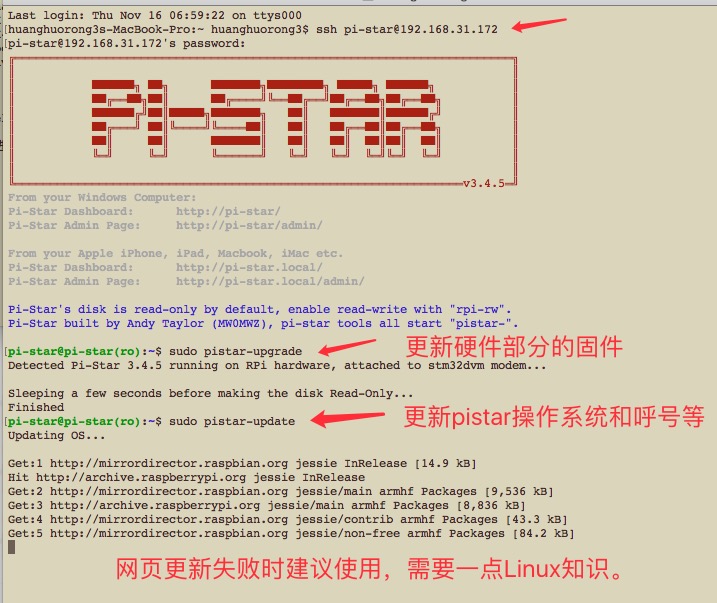 Last login: Thu Nov 16 06:59:22 on ttys000
[huanghuorong3s-MacBook-Pro:~ huanghuorong3$ ssh pi-star@192.168.31.172
[pi-star@192.168.31.172's password:
PI-STAR
v3.4.5
From your Windows Computer:
Pi-Star Dashboard: http://pi-star/
Pi-Star Admin Page: http://pi-star/admin/
From your Apple iPhone, iPad, Macbook, iMac etc.
Pi-Star Dashboard: http://pi-star.local/
Pi-Star Admin Page: http://pi-star.local/admin/
Pi-Star's disk is read-only by default, enable read-write with "rpi-rw".
Pi-Star built by Andy Taylor (MW0MWZ), pi-star tools all start "pistar-".
[pi-star@pi-star(ro):~$ sudo pistar-upgrade 更新硬件部分的固件
Detected Pi-Star 3.4.5 running on RPi hardware, attached to stm32dvm modem...
Sleeping a few seconds before making the disk Read-Only...
Finished
[pi-star@pi-star(ro):~$ sudo pistar-update 更新pistar操作系统和呼号等
Updating OS...
Get:1 http://mirrordirector.raspbian.org jessie InRelease [14.9 kB]
Hit http://archive.raspberrypi.org jessie InRelease
Get:2 http://mirrordirector.raspbian.org jessie/main armhf Packages [9,536 kB]
Get:3 http://archive.raspberrypi.org jessie/main armhf Packages [8,836 kB]
Get:4 http://mirrordirector.raspbian.org jessie/contrib armhf Packages [43.3 kB]
Get:5 http://mirrordirector.raspbian.org jessie/non-free armhf Packages [84.2 kB]
网页更新失败时建议使用，需要一点Linux知识。